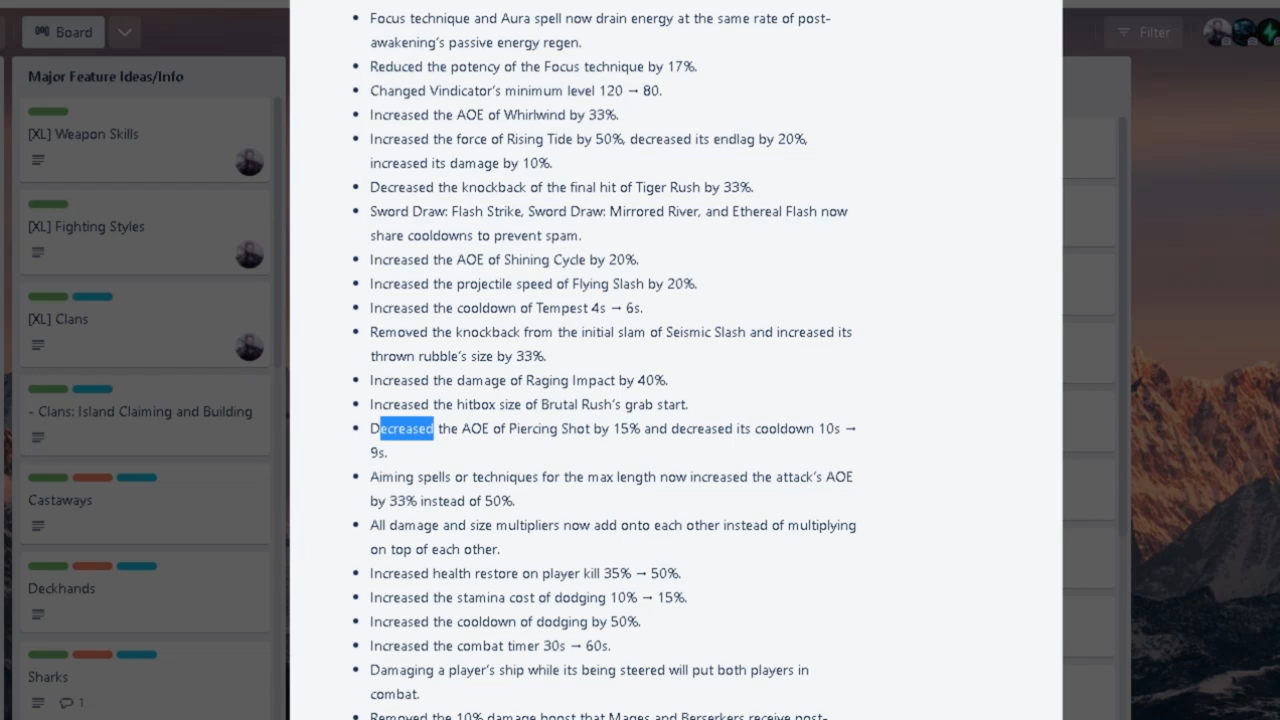 Board
Filter
Major Feature Ideas/Info
[XL] Weapon Skills
[XL] Fighting Styles
[XL] Clans
- Clans: Island Claiming and Building
Castaways
Deckhands
Sharks
1
• Focus technique and Aura spell now drain energy at the same rate of post-
awakening's passive energy regen.
• Reduced the potency of the Focus technique by 17%.
• Changed Vindicator's minimum level 120 → 80.
• Increased the AOE of Whirlwind by 33%.
• Increased the force of Rising Tide by 50%, decreased its endlag by 20%,
increased its damage by 10%.
• Decreased the knockback of the final hit of Tiger Rush by 33%.
• Sword Draw: Flash Strike, Sword Draw: Mirrored River, and Ethereal Flash now
share cooldowns to prevent spam.
• Increased the AOE of Shining Cycle by 20%.
• Increased the projectile speed of Flying Slash by 20%.
• Increased the cooldown of Tempest 4s → 6s.
• Removed the knockback from the initial slam of Seismic Slash and increased its
thrown rubble's size by 33%.
• Increased the damage of Raging Impact by 40%.
• Increased the hitbox size of Brutal Rush's grab start.
• Decreased the AOE of Piercing Shot by 15% and decreased its cooldown 10s →
9s.
• Aiming spells or techniques for the max length now increased the attack's AOE
by 33% instead of 50%.
• All damage and size multipliers now add onto each other instead of multiplying
on top of each other.
• Increased health restore on player kill 35% → 50%.
• Increased the stamina cost of dodging 10% → 15%.
• Increased the cooldown of dodging by 50%.
• Increased the combat timer 30s → 60s.
• Damaging a player's ship while its being steered will put both players in
combat.
• Removed the 10% damage boost that Mages and Berserkers receive post-